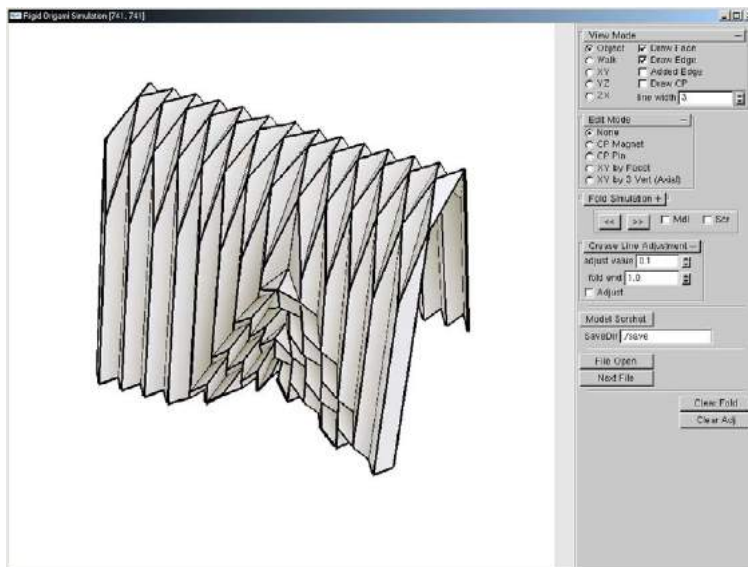 Rigid Origami Simulation [741, 741]
View Mode
Object Draw Face
Walk Draw Edge
XY Added Edge
YZ Draw CP
ZX line width 3
Edit Mode
None
CP Magnet
CP Pin
XY by Facet
XY by 3 Vert (Axial)
Fold Simulation +
<< >> Mdl Scr
Crease Line Adjustment
adjust value 0.1
fold end 1.0
Adjust
SaveDir ./save
File Open
Next File
Clear Fold
Clear Adj